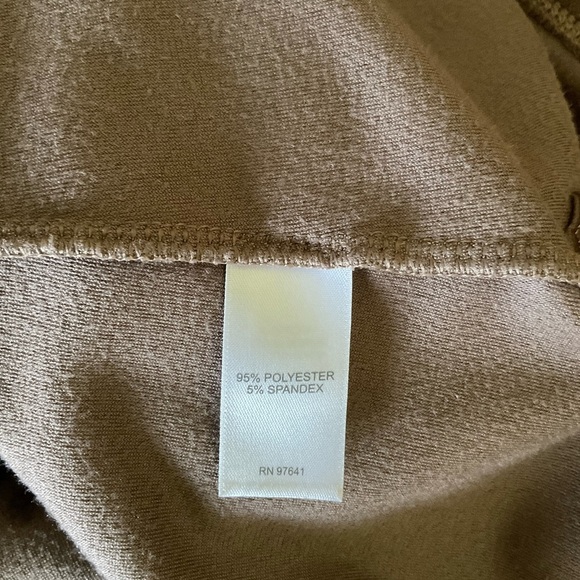 95% POLYESTER
5% SPANDEX
RN 97641